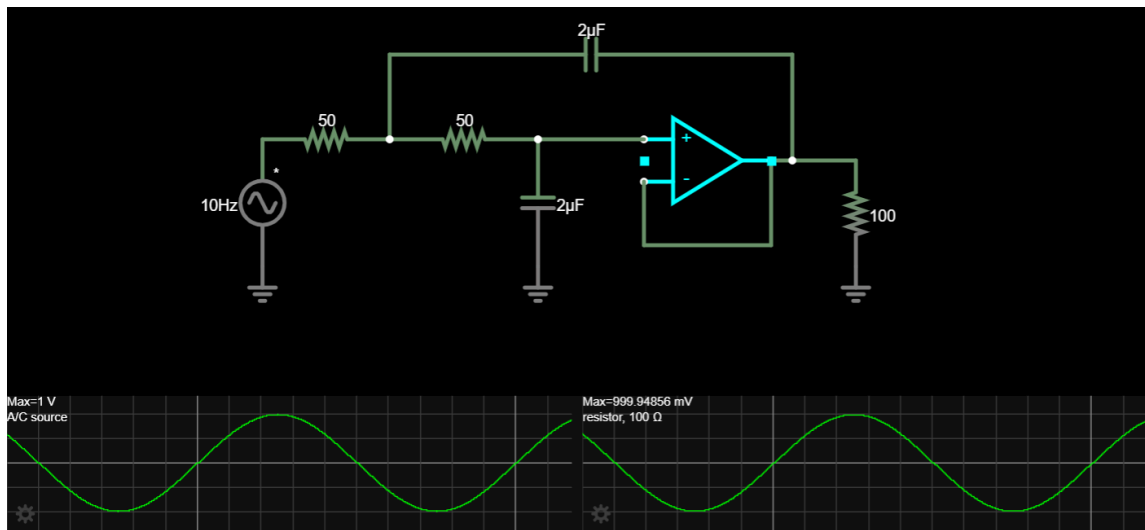 2µF
50
50
+
*
10Hz
-
2µF
100
Max=1 V
A/C source
Max=999.94856 mV
resistor, 100 Ω